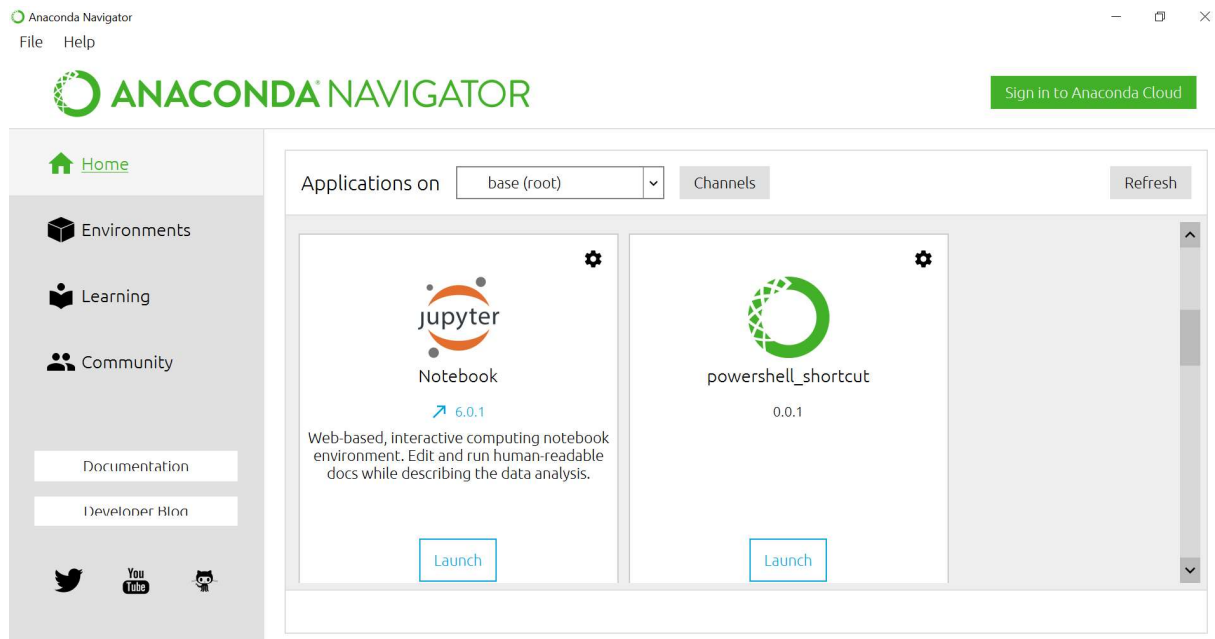 Anaconda Navigator
File Help
ANACONDA NAVIGATOR
Sign in to Anaconda Cloud
Home
Environments
Learning
Community
Documentation
Developer Blog
You
Tube
Applications on base (root) Channels Refresh
jupyter
Notebook
6.0.1
Web-based, interactive computing notebook
environment. Edit and run human-readable
docs while describing the data analysis.
Launch
powershell_shortcut
0.0.1
Launch